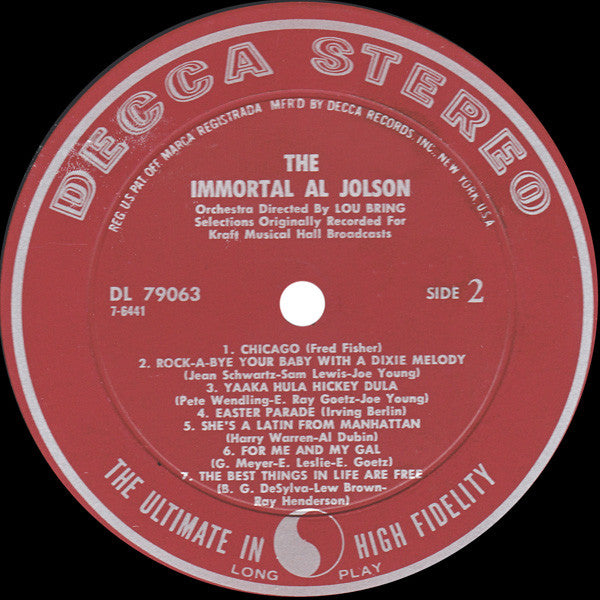 DECCA STEREO
REG U.S PAT OFF MARCA REGISTRADA MFR'D BY DECCA RECORDS INC. NEW YORK, U.S.A
THE
IMMORTAL AL JOLSON
Orchestra Directed By LOU BRING
Selections Originally Recorded For
Kraft Musical Hall Broadcasts
DL 79063
7-6441
SIDE 2
1. CHICAGO (Fred Fisher)
2. ROCK-A-BYE YOUR BABY WITH A DIXIE MELODY
(Jean Schwartz-Sam Lewis-Joe Young)
3. YAAKA HULA HICKEY DULA
(Pete Wendling-E. Ray Goetz-Joe Young)
4. EASTER PARADE (Irving Berlin)
5. SHE'S A LATIN FROM MANHATTAN
(Harry Warren-Al Dubin)
6. FOR ME AND MY GAL
(G. Meyer-E. Leslie-E. Goetz)
7. THE BEST THINGS IN LIFE ARE FREE
(B. G. DeSylva-Lew Brown-
Ray Henderson)
THE ULTIMATE IN HIGH FIDELITY
LONG PLAY